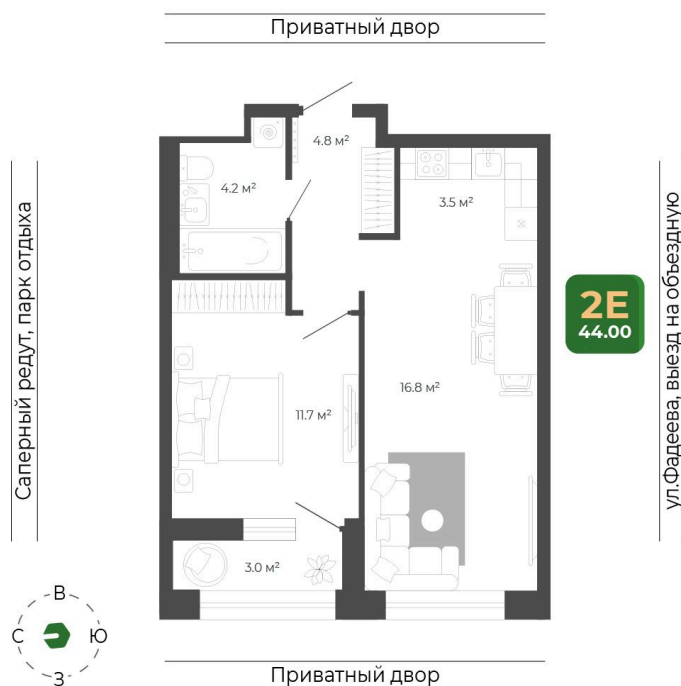 Приватный двор
4.8 м²
4.2 м²
3.5 м²
Саперный редут, парк отдыха
ул.Фадеева, выезд на объездную
2Е
44.00
16.8 м²
11.7 м²
3.0 м²
В
С
Ю
З
Приватный двор